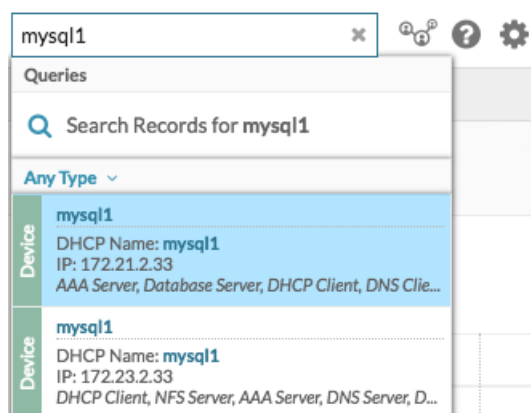 mysql1
Queries
Search Records for mysql1
Any Type
Device
mysql1
DHCP Name: mysql1
IP: 172.21.2.33
AAA Server, Database Server, DHCP Client, DNS Clie...
Device
mysql1
DHCP Name: mysql1
IP: 172.23.2.33
DHCP Client, NFS Server, AAA Server, DNS Server, D...